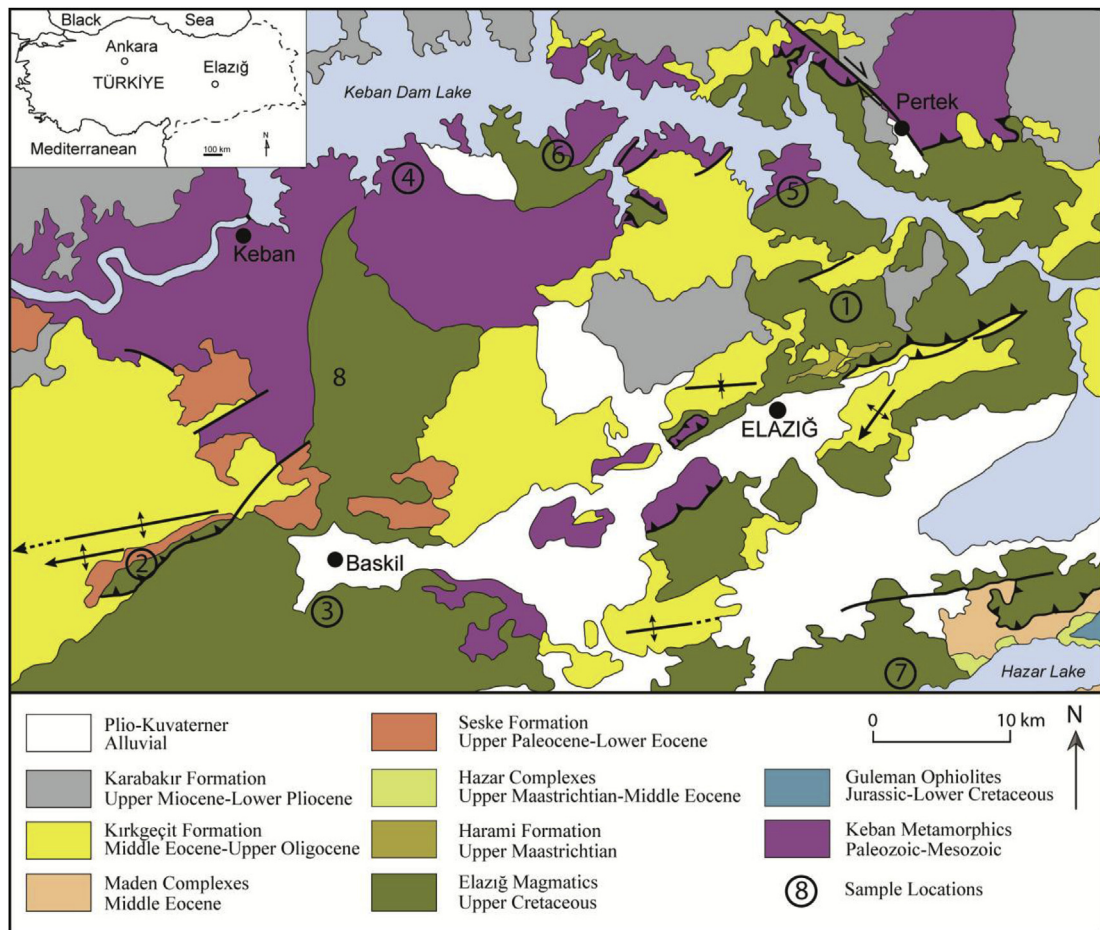 Black Sea
Ankara
TÜRKİYE
Elazığ
Mediterranean
100 km
N
Keban Dam Lake
Pertek
6
4
5
Keban
1
8
ELAZIĞ
2
Baskil
3
7
Hazar Lake
Plio-Kuvaterner
Alluvial
Karabakır Formation
Upper Miocene-Lower Pliocene
Kırkgeçit Formation
Middle Eocene-Upper Oligocene
Maden Complexes
Middle Eocene
Seske Formation
Upper Paleocene-Lower Eocene
Hazar Complexes
Upper Maastrichtian-Middle Eocene
Harami Formation
Upper Maastrichtian
Elazığ Magmatics
Upper Cretaceous
0 10 km
N
Guleman Ophiolites
Jurassic-Lower Cretaceous
Keban Metamorphics
Paleozoic-Mesozoic
8 Sample Locations